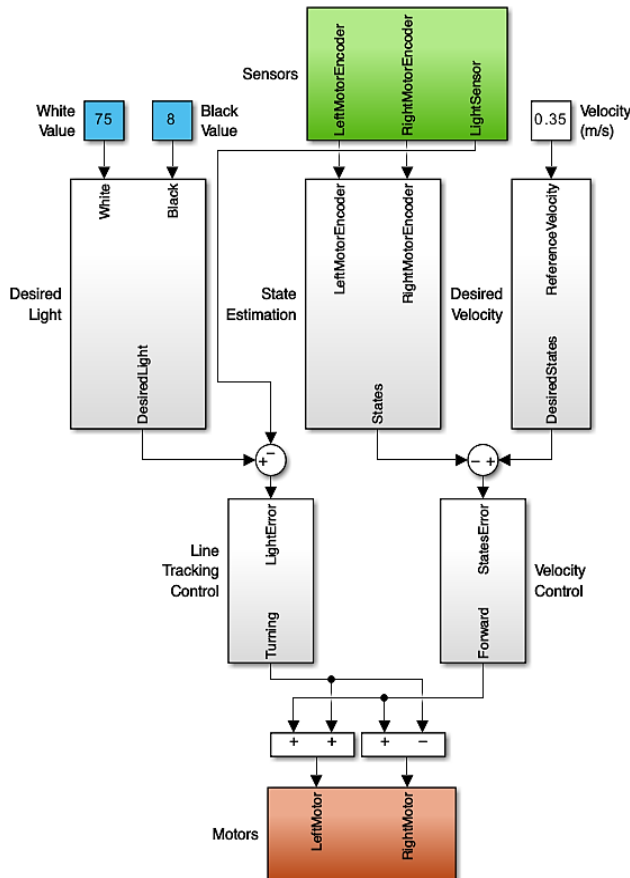 Sensors
LeftMotorEncoder
RightMotorEncoder
LightSensor
White
Value
75
8
Black
Value
0.35
Velocity
(m/s)
White
Black
LeftMotorEncoder
RightMotorEncoder
ReferenceVelocity
Desired
Light
State
Estimation
Desired
Velocity
DesiredLight
States
DesiredStates
+ −
− +
Line
Tracking
Control
LightError
StatesError
Velocity
Control
Turning
Forward
+ +
+ −
Motors
LeftMotor
RightMotor